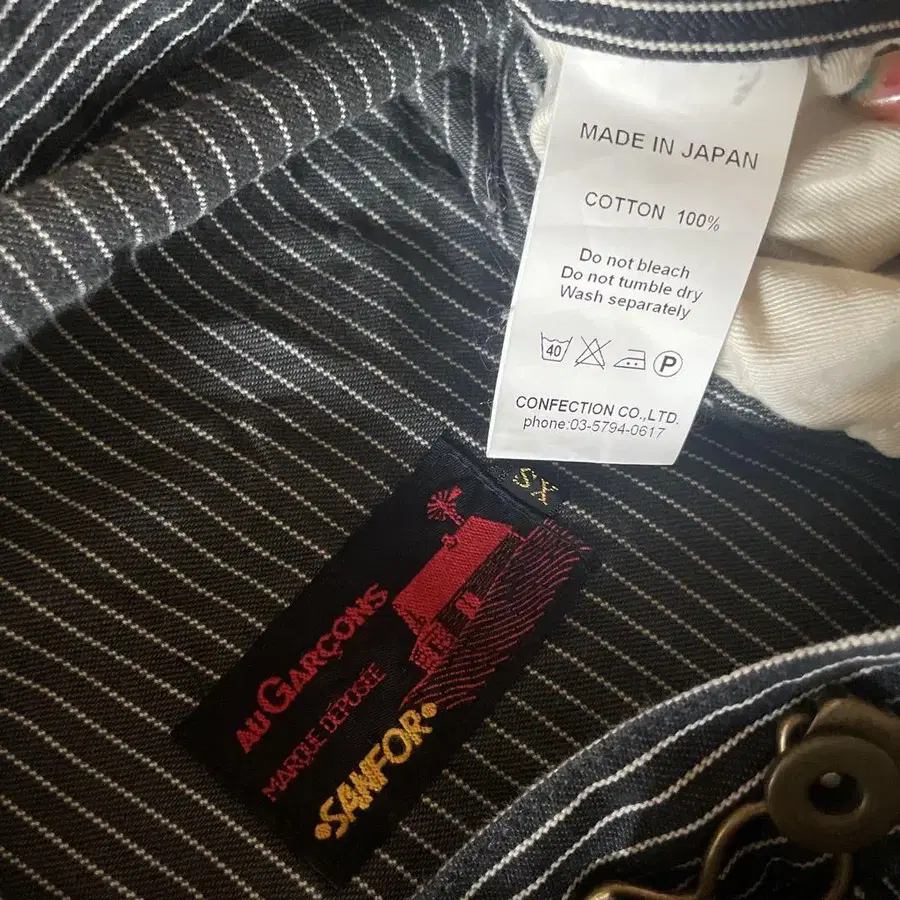 MADE IN JAPAN
COTTON 100%
Do not bleach
Do not tumble dry
Wash separately
40
P
CONFECTION CO.,LTD.
phone:03-5794-0617
AU GARÇONS
MARQUE DÉPOSÉE
•SANFOR•